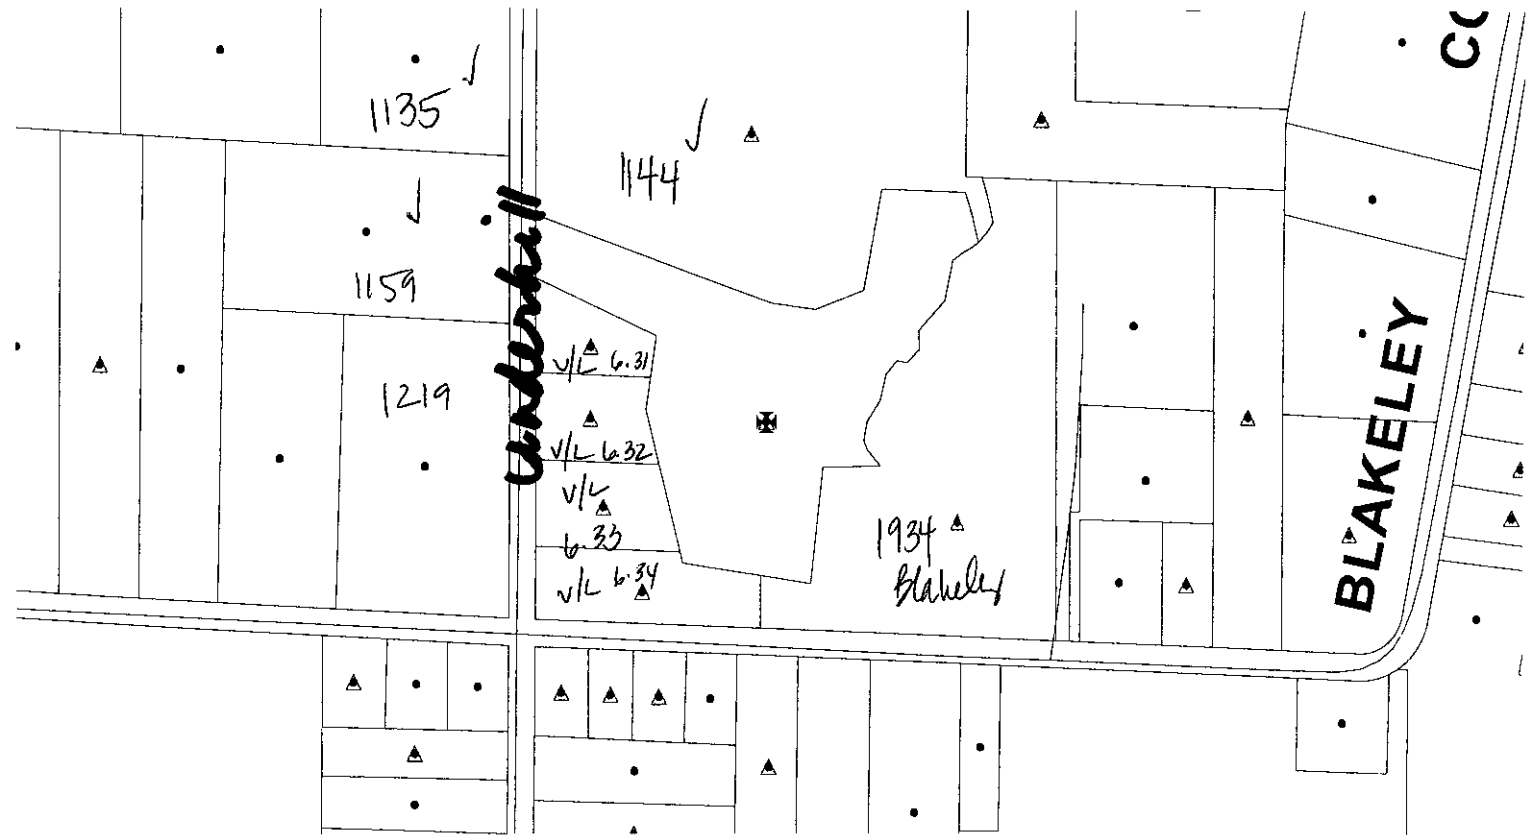 CO
1135
1144
1159
1219
Underhill
V/L 6.31
V/L 6.32
V/L
6.33
V/L 6.34
1934
Blakeley
BLAKELEY